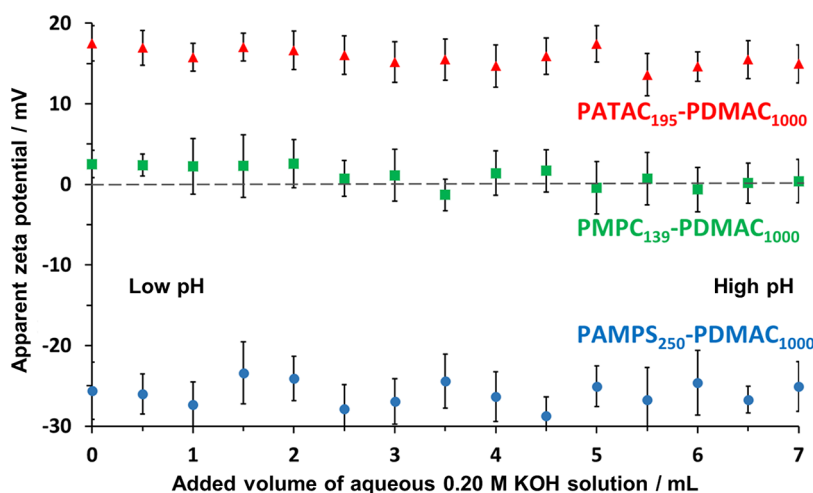 20
10
0
-10
-20
-30
Apparent zeta potential / mV
PATAC195-PDMAC1000
PMPC139-PDMAC1000
Low pH
High pH
PAMPS250-PDMAC1000
0 1 2 3 4 5 6 7
Added volume of aqueous 0.20 M KOH solution / mL